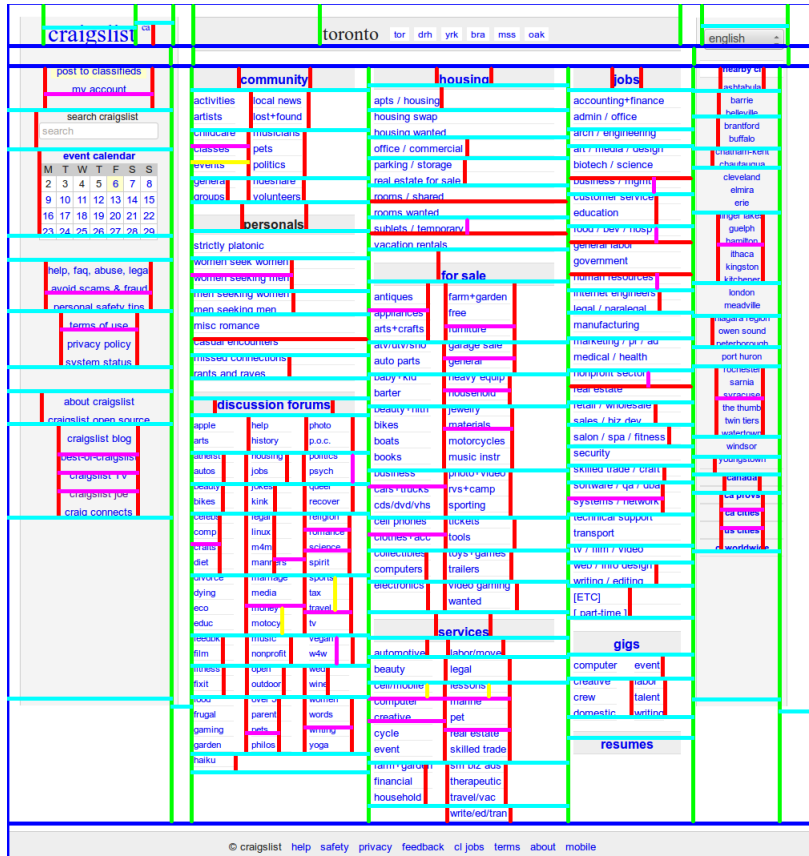 craigslist ca
toronto tor drh yrk bra mss oak
english
post to classifieds
my account
search craigslist
search
event calendar
M T W T F S S
2 3 4 5 6 7 8
9 10 11 12 13 14 15
16 17 18 19 20 21 22
23 24 25 26 27 28 29
help, faq, abuse, legal
avoid scams & fraud
personal safety tips
terms of use
privacy policy
system status
about craigslist
craigslist open source
craigslist blog
best-of-craigslist
craigslist TV
craigslist joe
craig connects
community
activities local news
artists lost+found
childcare musicians
classes pets
events politics
general rideshare
groups volunteers
personals
strictly platonic
women seek women
women seeking men
men seeking women
men seeking men
misc romance
casual encounters
missed connections
rants and raves
discussion forums
apple help photo
arts history p.o.c.
atheist housing politics
autos jobs psych
beauty jokes queer
bikes kink recover
celebs legal religion
comp linux romance
crafts m4m science
diet manners spirit
divorce marriage sports
dying media tax
eco money travel
educ motocy tv
feedbk music vegan
film nonprofit w4w
fitness open wed
fixit outdoor wine
food over 50 women
frugal parent words
gaming pets writing
garden philos yoga
haiku
housing
apts / housing
housing swap
housing wanted
office / commercial
parking / storage
real estate for sale
rooms / shared
rooms wanted
sublets / temporary
vacation rentals
for sale
antiques farm+garden
appliances free
arts+crafts furniture
atv/utv/sno garage sale
auto parts general
baby+kid heavy equip
barter household
beauty+hlth jewelry
bikes materials
boats motorcycles
books music instr
business photo+video
cars+trucks rvs+camp
cds/dvd/vhs sporting
cell phones tickets
clothes+acc tools
collectibles toys+games
computers trailers
electronics video gaming
wanted
services
automotive labor/move
beauty legal
cell/mobile lessons
computer marine
creative pet
cycle real estate
event skilled trade
farm+garden sm biz ads
financial therapeutic
household travel/vac
write/ed/tran
jobs
accounting+finance
admin / office
arch / engineering
art / media / design
biotech / science
business / mgmt
customer service
education
food / bev / hosp
general labor
government
human resources
internet engineers
legal / paralegal
manufacturing
marketing / pr / ad
medical / health
nonprofit sector
real estate
retail / wholesale
sales / biz dev
salon / spa / fitness
security
skilled trade / craft
software / qa / dba
systems / network
technical support
transport
tv / film / video
web / info design
writing / editing
[ETC]
[ part-time ]
gigs
computer event
creative labor
crew talent
domestic writing
resumes
nearby cl
ashtabula
barrie
belleville
brantford
buffalo
chatham-kent
chautauqua
cleveland
elmira
erie
finger lakes
guelph
hamilton
ithaca
kingston
kitchener
london
meadville
niagara region
owen sound
peterborough
port huron
rochester
sarnia
syracuse
the thumb
twin tiers
watertown
windsor
youngstown
canada
ca provs
ca cities
us cities
cl worldwide
© craigslist help safety privacy feedback cl jobs terms about mobile